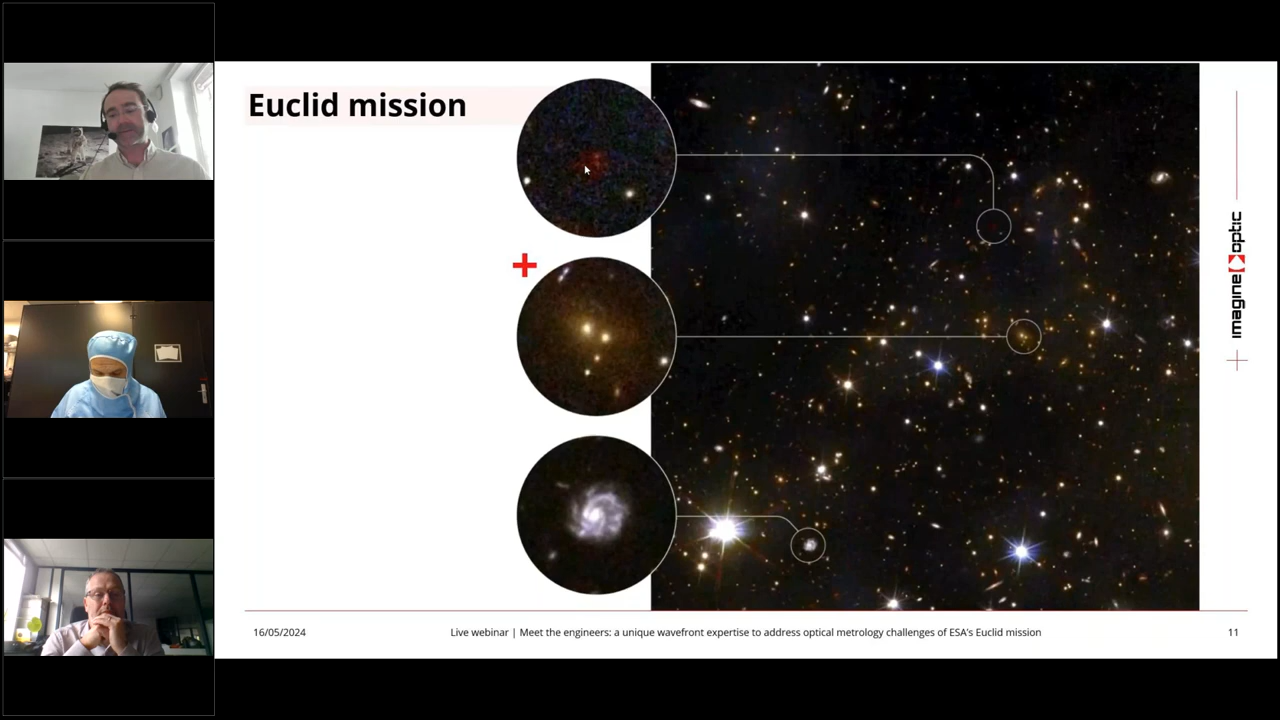 Euclid mission
imagine optic
16/05/2024
Live webinar | Meet the engineers: a unique wavefront expertise to address optical metrology challenges of ESA's Euclid mission
11